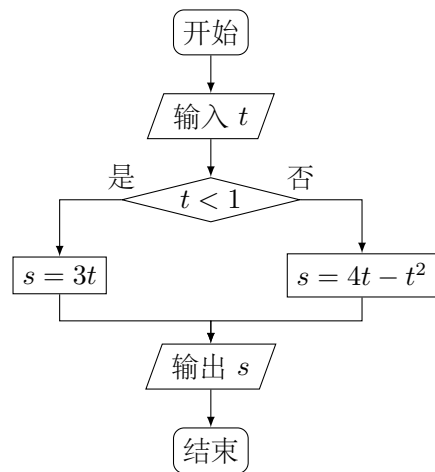 开始
输入 t
是
否
t < 1
s = 3t
s = 4t − t²
输出 s
结束